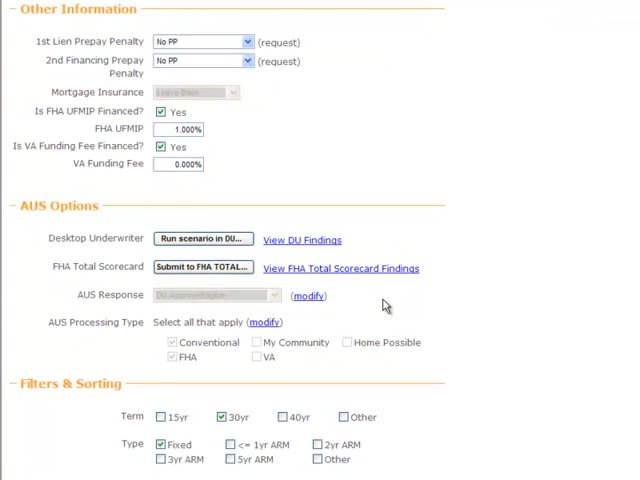 Other Information
1st Lien Prepay Penalty No PP (request)
2nd Financing Prepay Penalty No PP (request)
Mortgage Insurance Leave Blank
Is FHA UFMIP Financed? Yes
FHA UFMIP 1.000%
Is VA Funding Fee Financed? Yes
VA Funding Fee 0.000%
AUS Options
Desktop Underwriter Run scenario in DU... View DU Findings
FHA Total Scorecard Submit to FHA TOTAL... View FHA Total Scorecard Findings
AUS Response DU Approve/Eligible (modify)
AUS Processing Type Select all that apply (modify)
Conventional My Community Home Possible
FHA VA
Filters & Sorting
Term 15yr 30yr 40yr Other
Type Fixed <= 1yr ARM 2yr ARM
3yr ARM 5yr ARM Other